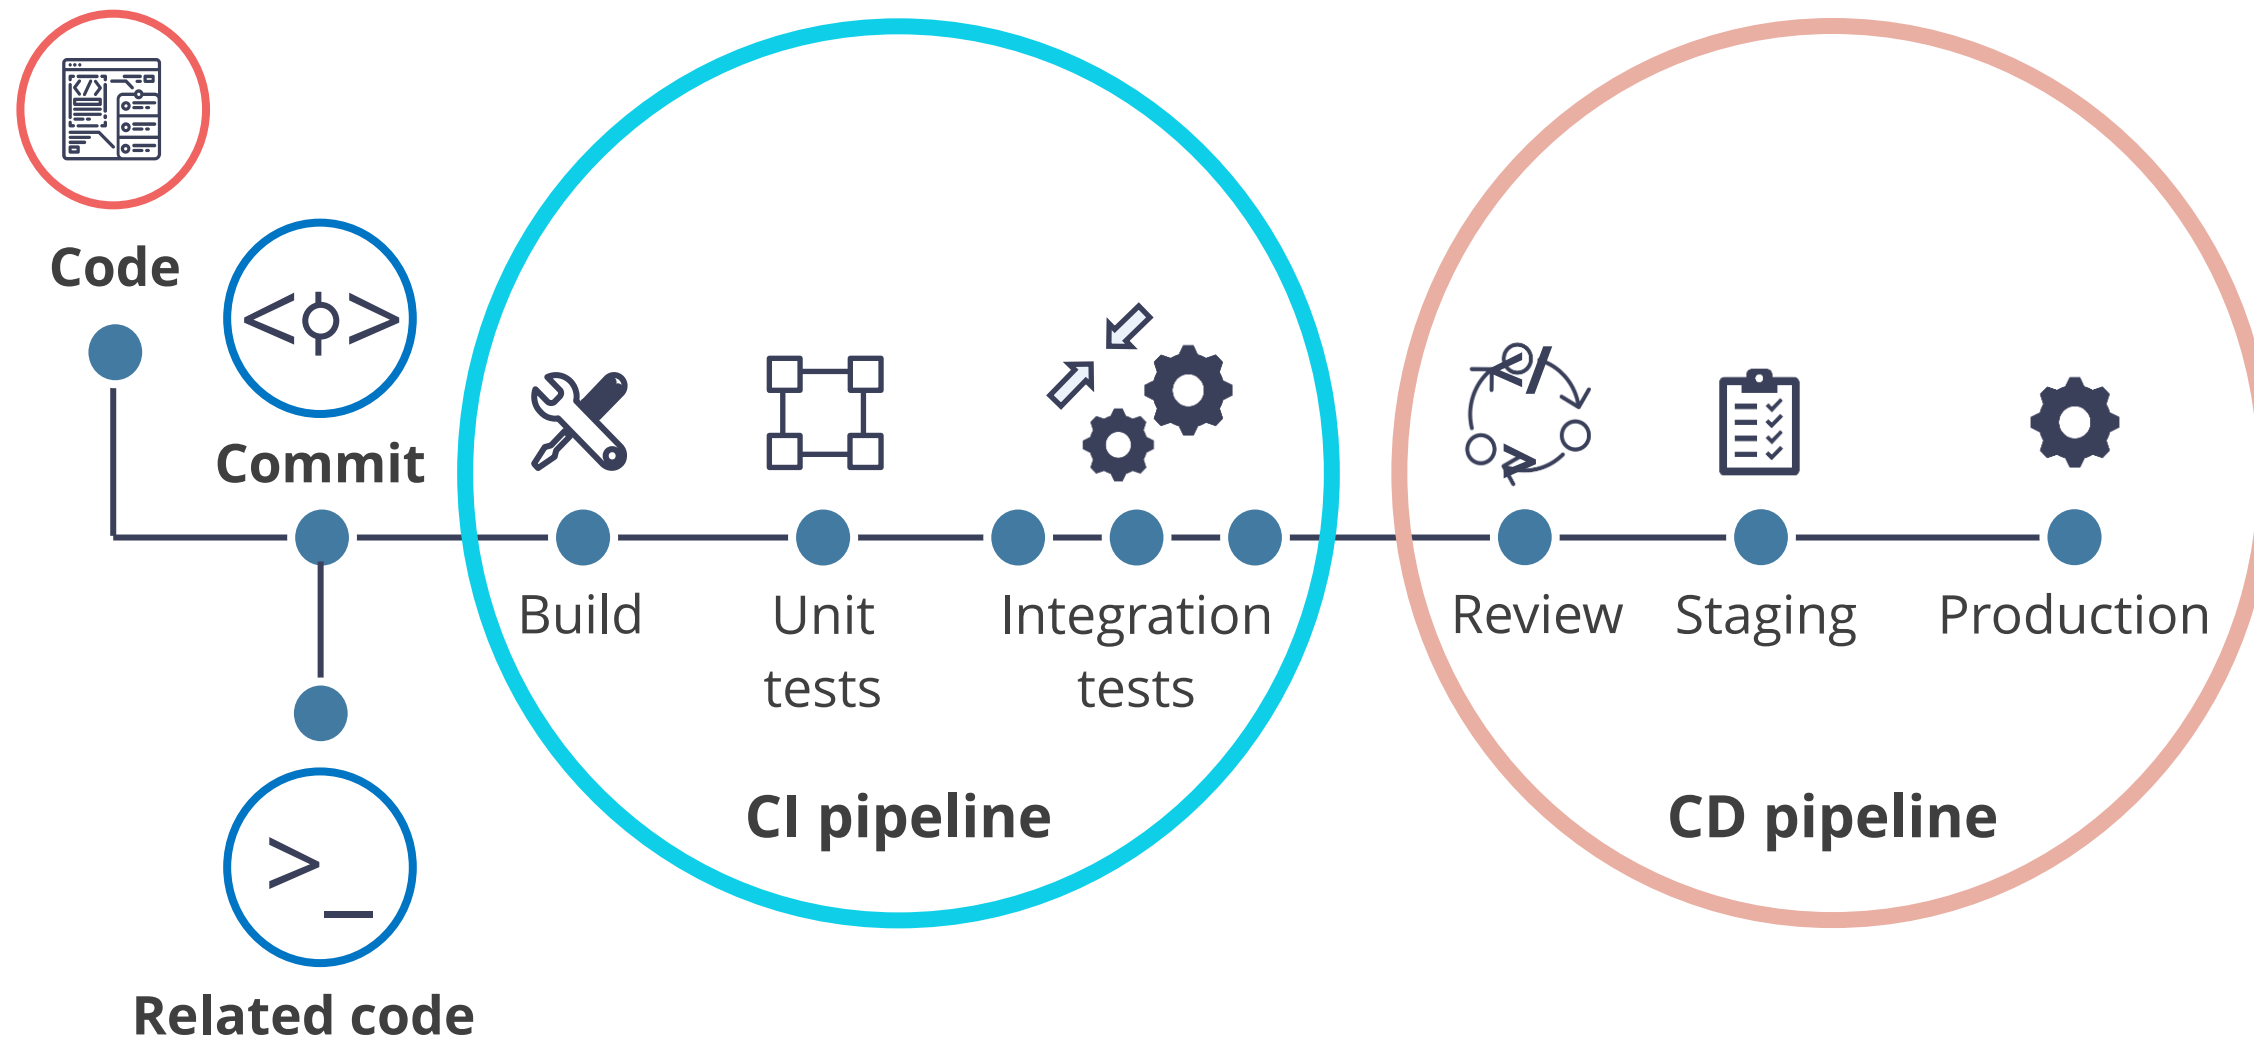 Code
Commit
Build
Unit
tests
Integration
tests
Review
Staging
Production
CI pipeline
CD pipeline
>_
Related code